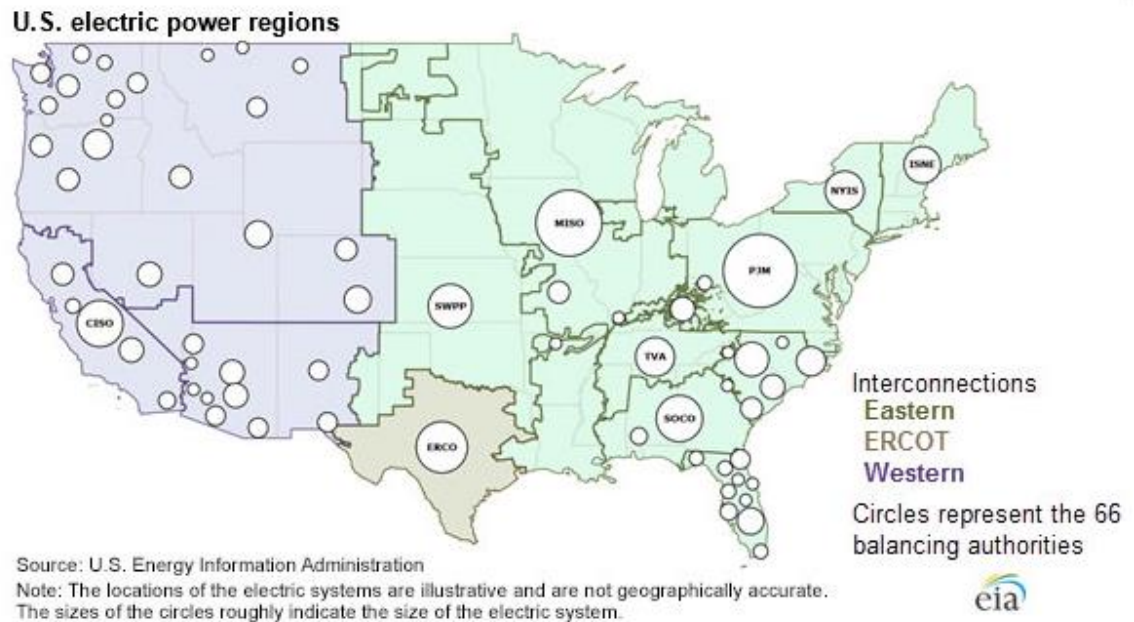 U.S. electric power regions
ISNE
NYIS
MISO
PJM
SWPP
CISO
TVA
SOCO
ERCO
Interconnections
Eastern
ERCOT
Western
Circles represent the 66
balancing authorities
Source: U.S. Energy Information Administration
Note: The locations of the electric systems are illustrative and are not geographically accurate.
The sizes of the circles roughly indicate the size of the electric system.
eia